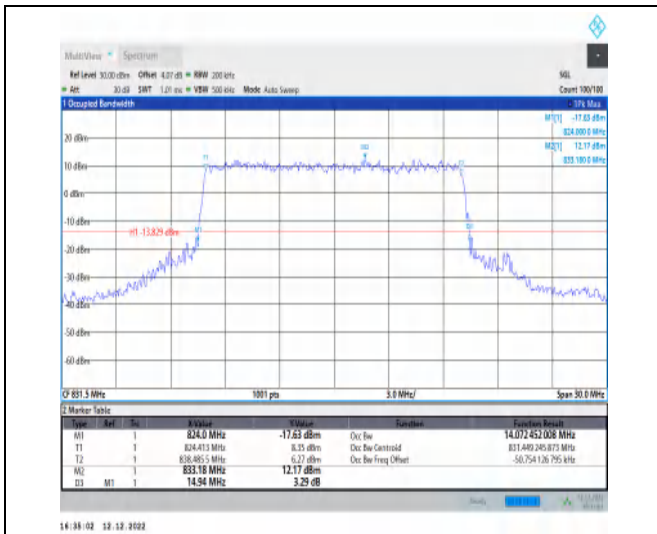 MultiView Spectrum
Ref Level 30.00 dBm Offset 4.07 dB RBW 200 kHz SGL
Att 30 dB SWT 1.01 ms VBW 500 kHz Mode Auto Sweep Count 100/100
1 Occupied Bandwidth 1Pk Max
M1[1] -17.63 dBm
824.000 0 MHz
M2[1] 12.17 dBm
833.180 0 MHz
20 dBm
10 dBm
0 dBm
-10 dBm
H1 -13.829 dBm
-20 dBm
-30 dBm
-40 dBm
-50 dBm
-60 dBm
CF 831.5 MHz 1001 pts 3.0 MHz/ Span 30.0 MHz
2 Marker Table
Type Ref Trc X-Value Y-Value Function Function Result
M1 1 824.0 MHz -17.63 dBm Occ Bw 14.072 452 008 MHz
T1 1 824.413 MHz 8.35 dBm Occ Bw Centroid 831.449 245 873 MHz
T2 1 838.4855 MHz 6.27 dBm Occ Bw Freq Offset -50.754 126 795 kHz
M2 1 833.18 MHz 12.17 dBm
D3 M1 1 14.94 MHz 3.29 dB
Ready
16:35:02 12.12.2022